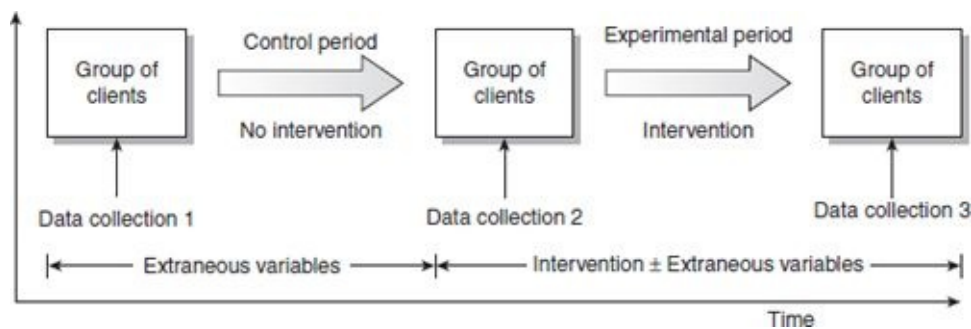 Control period
Experimental period
Group of
clients
Group of
clients
Group of
clients
No intervention
Intervention
Data collection 1
Data collection 2
Data collection 3
Extraneous variables
Intervention ± Extraneous variables
Time